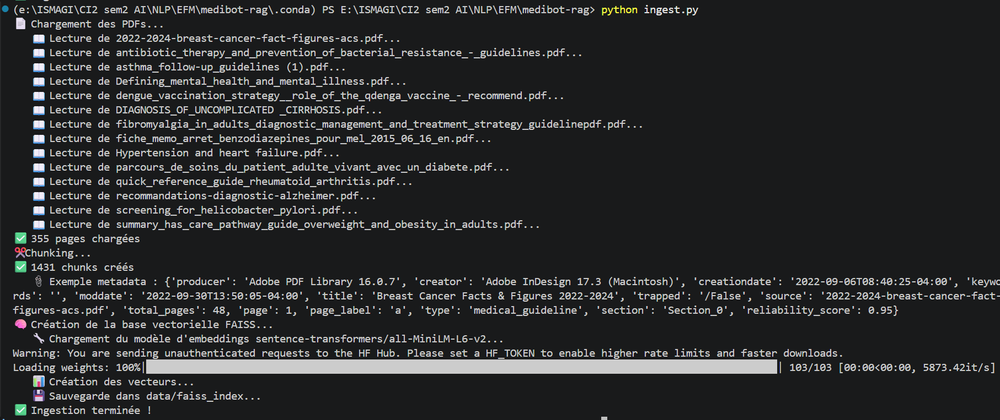 (e:\ISMAGI\CI2 sem2 AI\NLP\EFM\medibot-rag\.conda) PS E:\ISMAGI\CI2 sem2 AI\NLP\EFM\medibot-rag> python ingest.py
📄 Chargement des PDFs...
📖 Lecture de 2022-2024-breast-cancer-fact-figures-acs.pdf...
📖 Lecture de antibiotic_therapy_and_prevention_of_bacterial_resistance_-_guidelines.pdf...
📖 Lecture de asthma_follow-up_guidelines (1).pdf...
📖 Lecture de Defining_mental_health_and_mental_illness.pdf...
📖 Lecture de dengue_vaccination_strategy__role_of_the_qdenga_vaccine_-_recommend.pdf...
📖 Lecture de DIAGNOSIS_OF_UNCOMPLICATED _CIRRHOSIS.pdf...
📖 Lecture de fibromyalgia_in_adults_diagnostic_management_and_treatment_strategy_guidelinepdf.pdf...
📖 Lecture de fiche_memo_arret_benzodiazepines_pour_mel_2015_06_16_en.pdf...
📖 Lecture de Hypertension and heart failure.pdf...
📖 Lecture de parcours_de_soins_du_patient_adulte_vivant_avec_un_diabete.pdf...
📖 Lecture de quick_reference_guide_rheumatoid_arthritis.pdf...
📖 Lecture de recommandations-diagnostic-alzheimer.pdf...
📖 Lecture de screening_for_helicobacter_pylori.pdf...
📖 Lecture de summary_has_care_pathway_guide_overweight_and_obesity_in_adults.pdf...
✅ 355 pages chargées
✂️Chunking...
✅ 1431 chunks créés
📎 Exemple metadata : {'producer': 'Adobe PDF Library 16.0.7', 'creator': 'Adobe InDesign 17.3 (Macintosh)', 'creationdate': '2022-09-06T08:40:25-04:00', 'keywo
rds': '', 'moddate': '2022-09-30T13:50:05-04:00', 'title': 'Breast Cancer Facts & Figures 2022-2024', 'trapped': '/False', 'source': '2022-2024-breast-cancer-fact-
figures-acs.pdf', 'total_pages': 48, 'page': 1, 'page_label': 'a', 'type': 'medical_guideline', 'section': 'Section_0', 'reliability_score': 0.95}
🧠 Création de la base vectorielle FAISS...
🔧 Chargement du modèle d'embeddings sentence-transformers/all-MiniLM-L6-v2...
Warning: You are sending unauthenticated requests to the HF Hub. Please set a HF_TOKEN to enable higher rate limits and faster downloads.
Loading weights: 100%| | 103/103 [00:00<00:00, 5873.42it/s]
📊 Création des vecteurs...
💾 Sauvegarde dans data/faiss_index...
✅ Ingestion terminée !